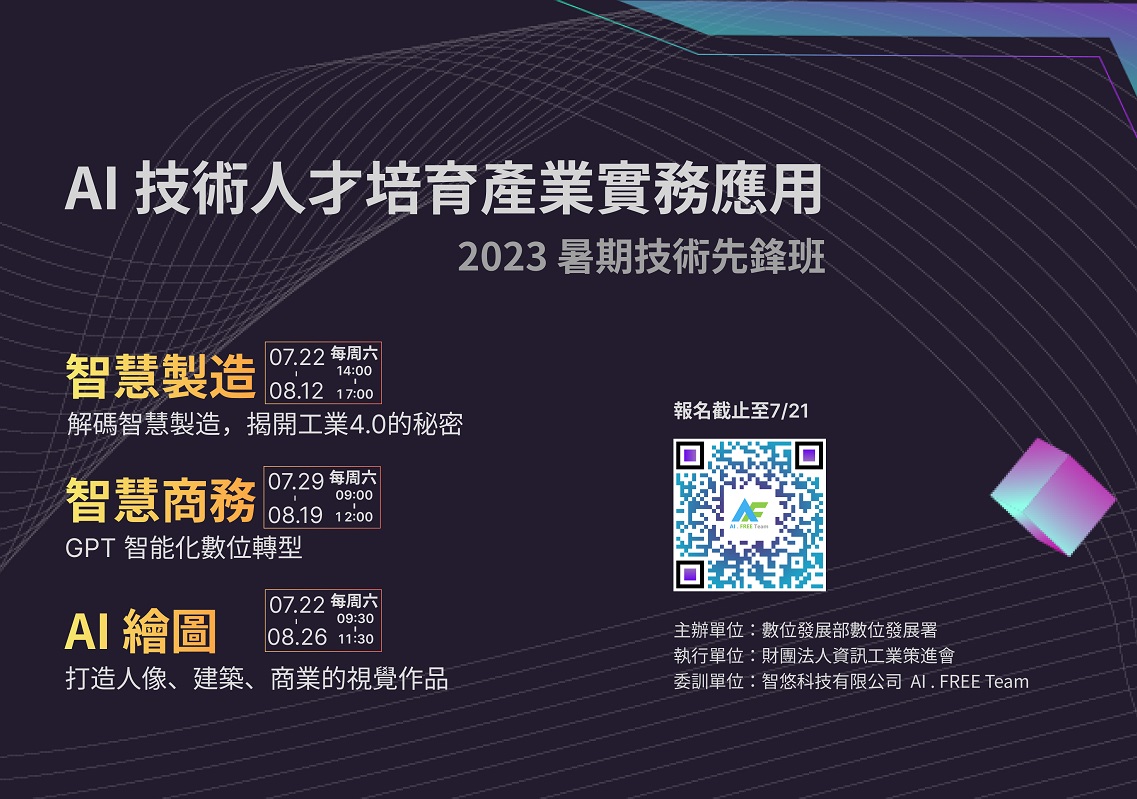 AI 技術人才培育產業實務應用
2023 暑期技術先鋒班
智慧製造
07.22
-
08.12
每周六
14:00
-
17:00
解碼智慧製造，揭開工業4.0的秘密
智慧商務
07.29
-
08.19
每周六
09:00
-
12:00
GPT 智能化數位轉型
AI 繪圖
07.22
-
08.26
每周六
09:30
-
11:30
打造人像、建築、商業的視覺作品
報名截止至7/21
AF
AI . FREE Team
主辦單位：數位發展部數位發展署
執行單位：財團法人資訊工業策進會
委訓單位：智悠科技有限公司 AI . FREE Team